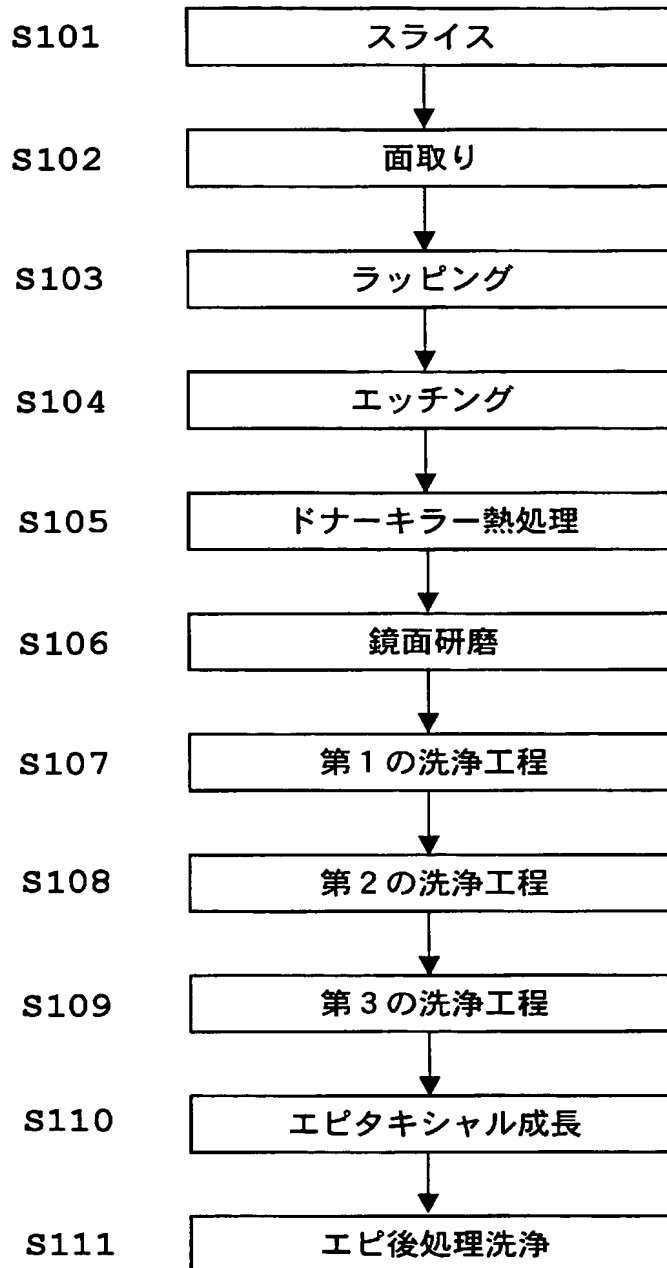 S101 スライス
S102 面取り
S103 ラッピング
S104 エッチング
S105 ドナーキラー熱処理
S106 鏡面研磨
S107 第１の洗浄工程
S108 第２の洗浄工程
S109 第３の洗浄工程
S110 エピタキシャル成長
S111 エピ後処理洗浄